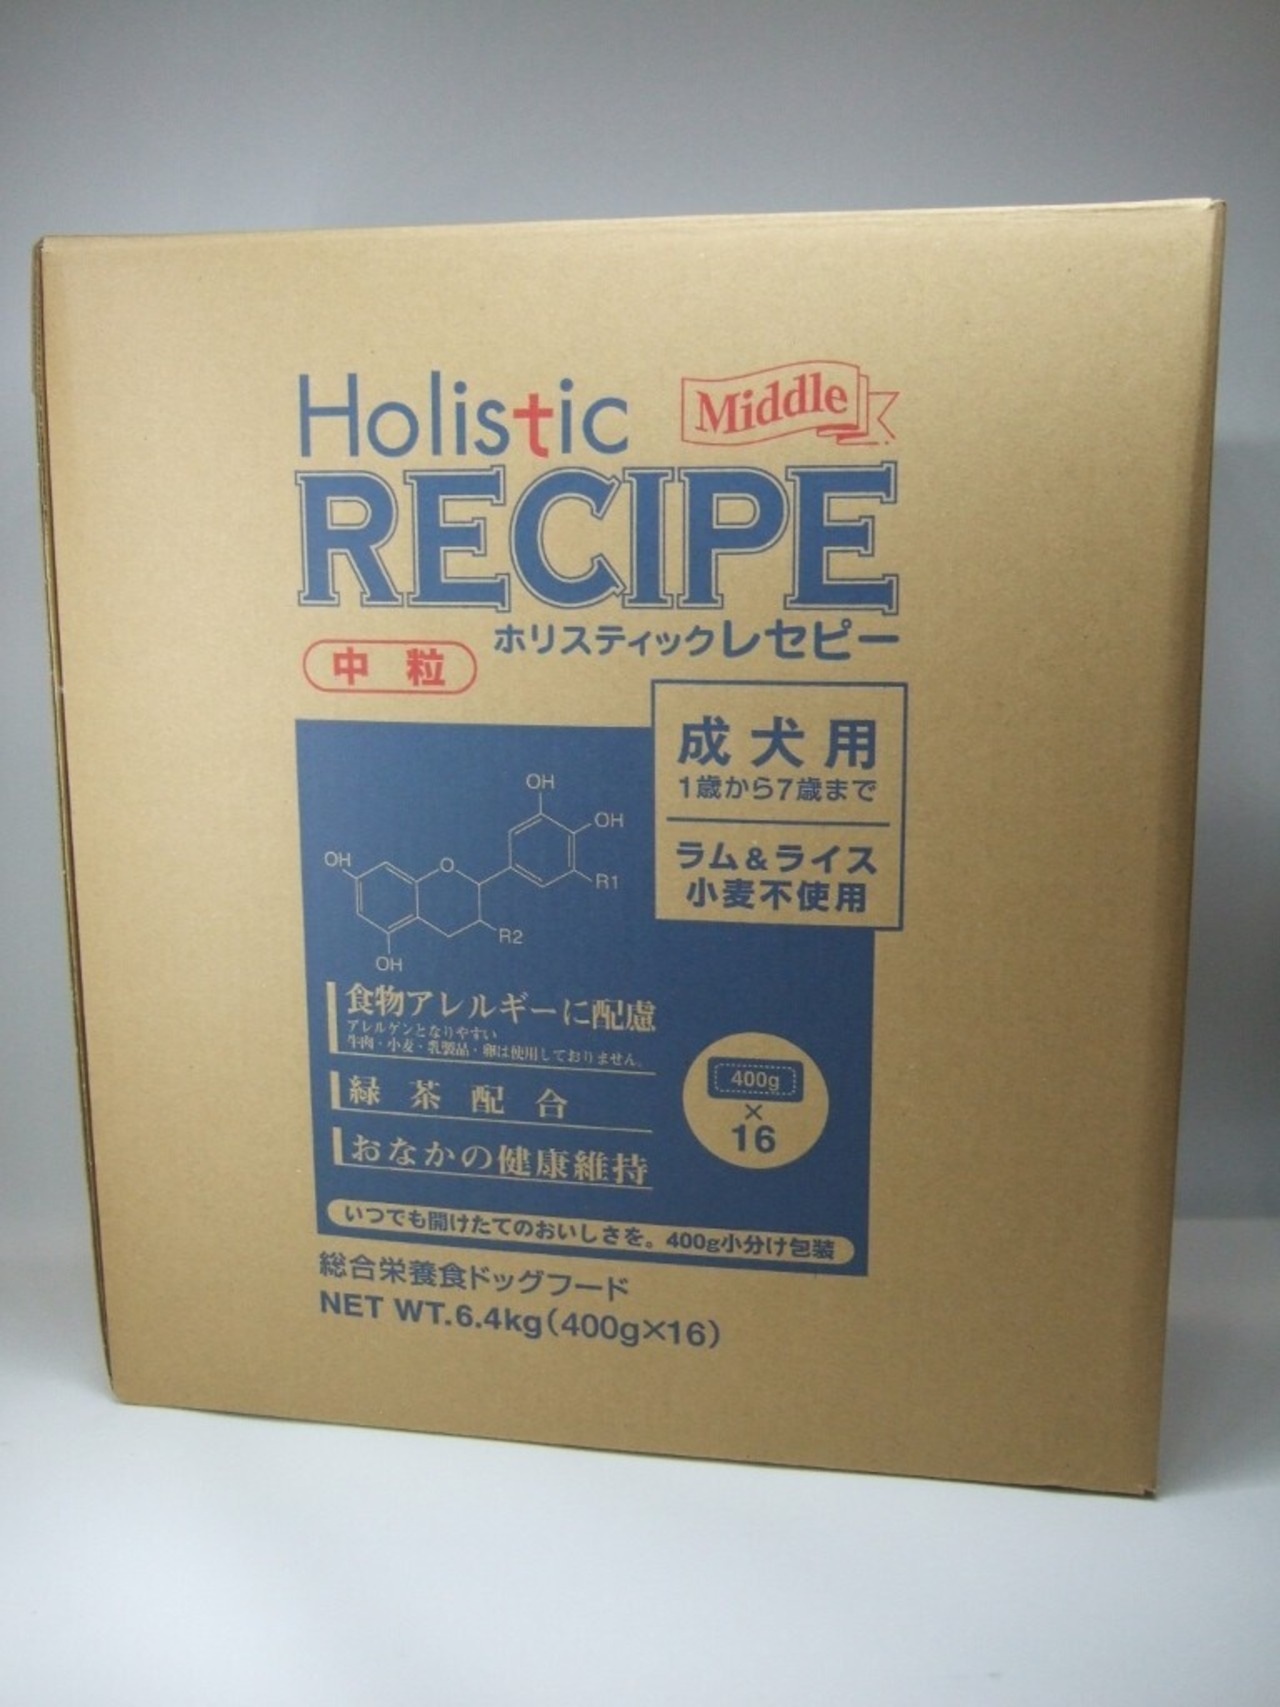 Holistic
Middle
RECIPE
ホリスティックレセピー
中粒
成犬用
1歳から7歳まで
ラム&ライス
小麦不使用
OH
OH
OH
O
R1
R2
OH
食物アレルギーに配慮
アレルゲンとなりやすい
牛肉・小麦・乳製品・卵は使用しておりません。
緑茶配合
おなかの健康維持
400g
×
16
いつでも開けたてのおいしさを。400g小分け包装
総合栄養食ドッグフード
NET WT.6.4kg(400g×16)